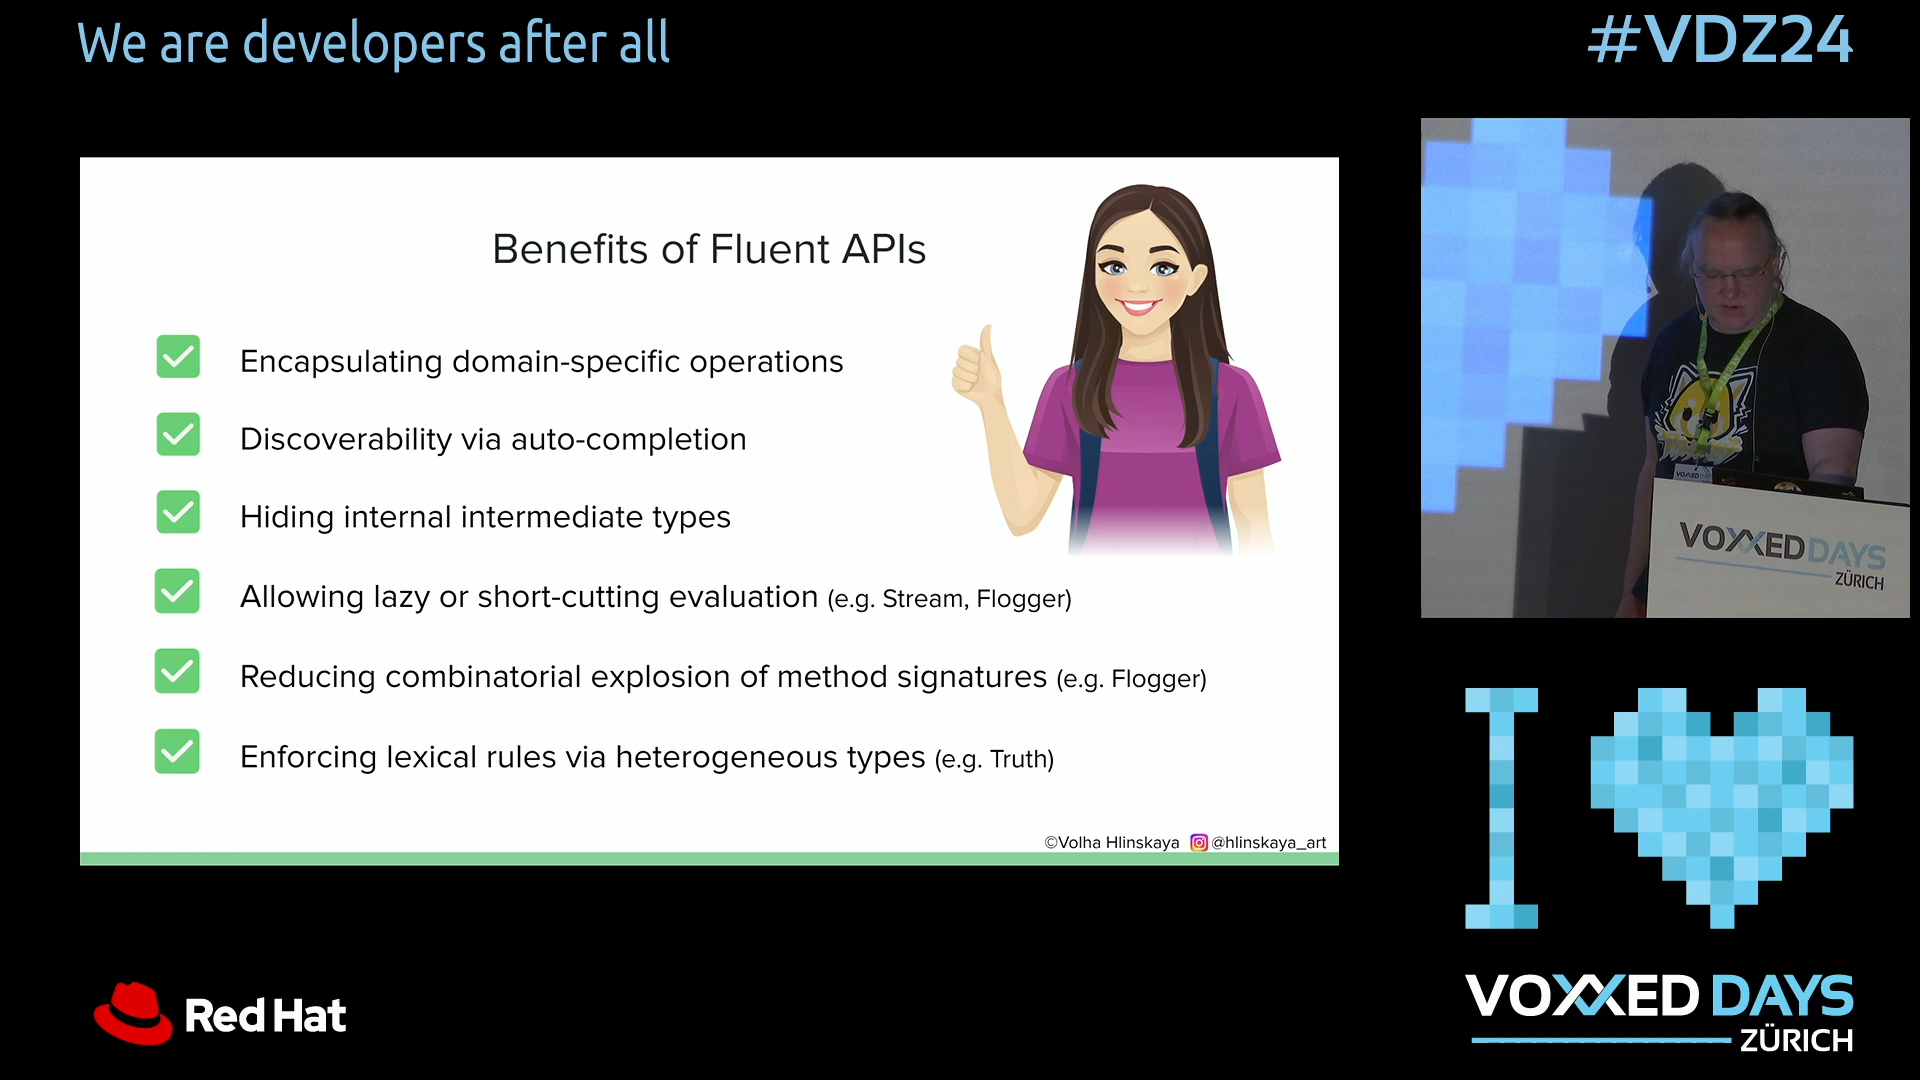 We are developers after all
#VDZ24
Benefits of Fluent APIs
Encapsulating domain-specific operations
Discoverability via auto-completion
Hiding internal intermediate types
Allowing lazy or short-cutting evaluation (e.g. Stream, Flogger)
Reducing combinatorial explosion of method signatures (e.g. Flogger)
Enforcing lexical rules via heterogeneous types (e.g. Truth)
©Volha Hlinskaya @hlinskaya_art
VOXXED DAYS
ZÜRICH
I
Red Hat
VOXXED DAYS
ZÜRICH